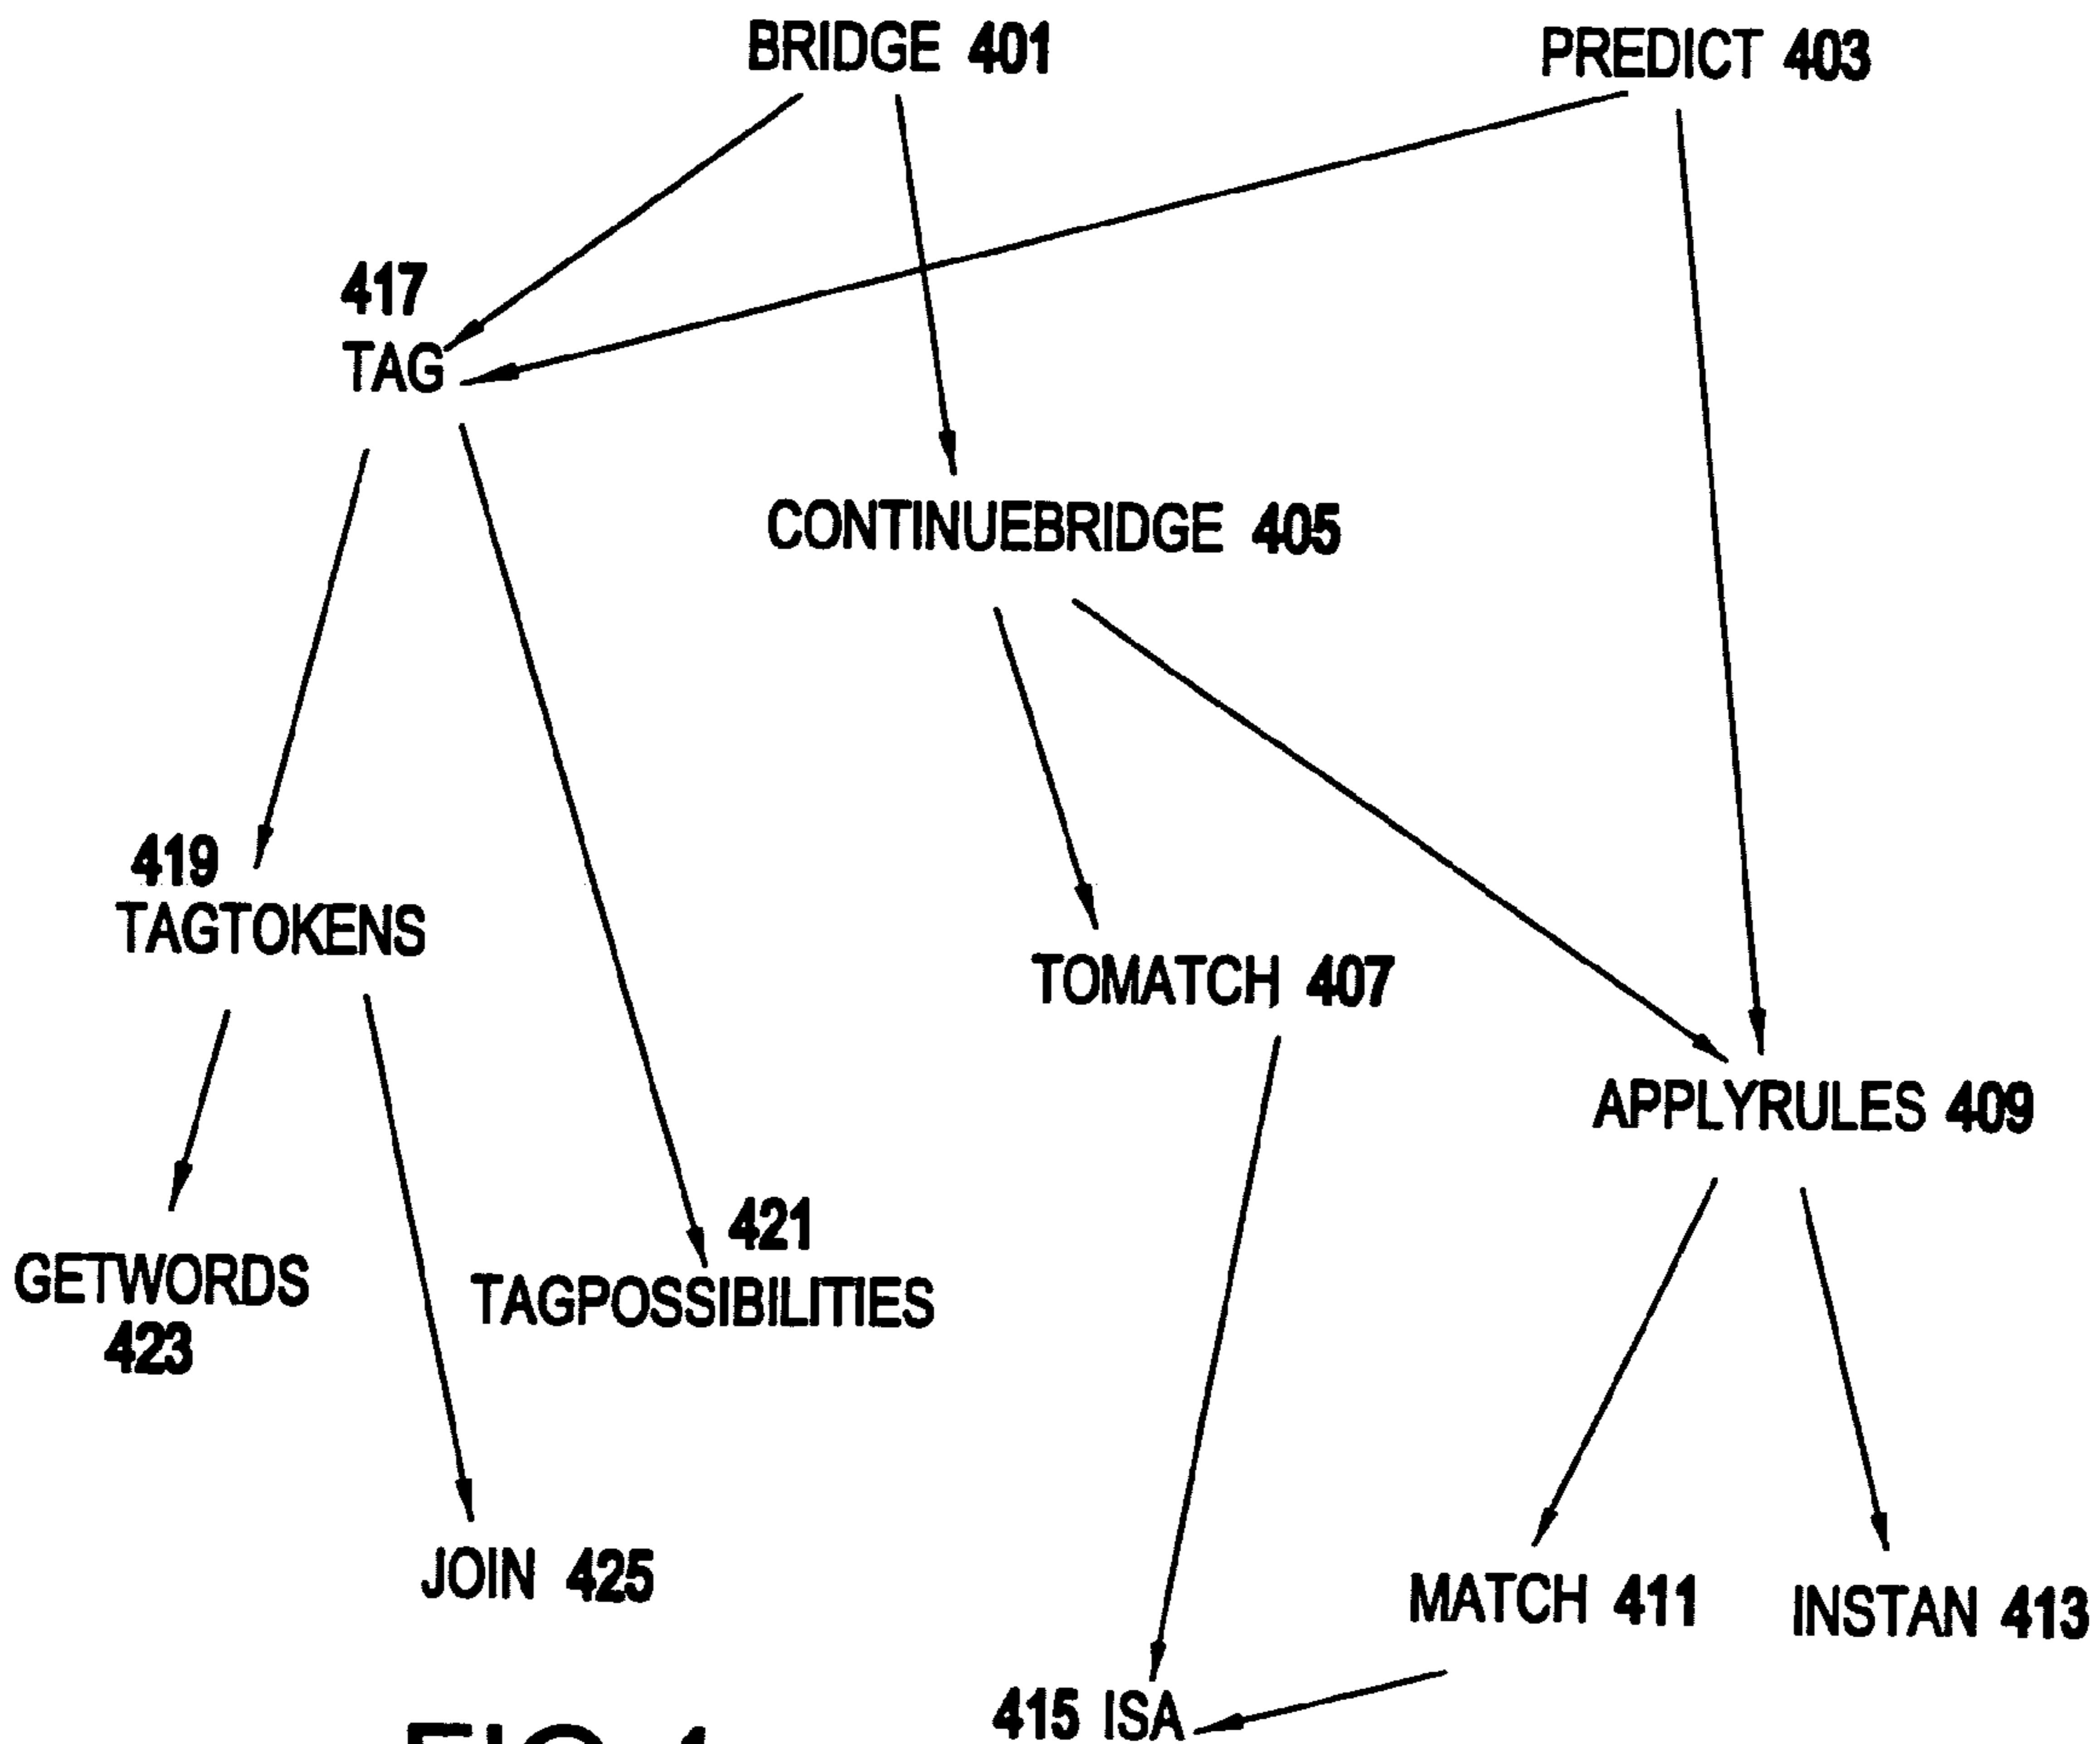 BRIDGE 401
PREDICT 403
417
TAG
CONTINUEBRIDGE 405
419
TAGTOKENS
TOMATCH 407
APPLYRULES 409
421
GETWORDS
TAGPOSSIBILITIES
423
JOIN 425
MATCH 411
INSTAN 413
415 ISA